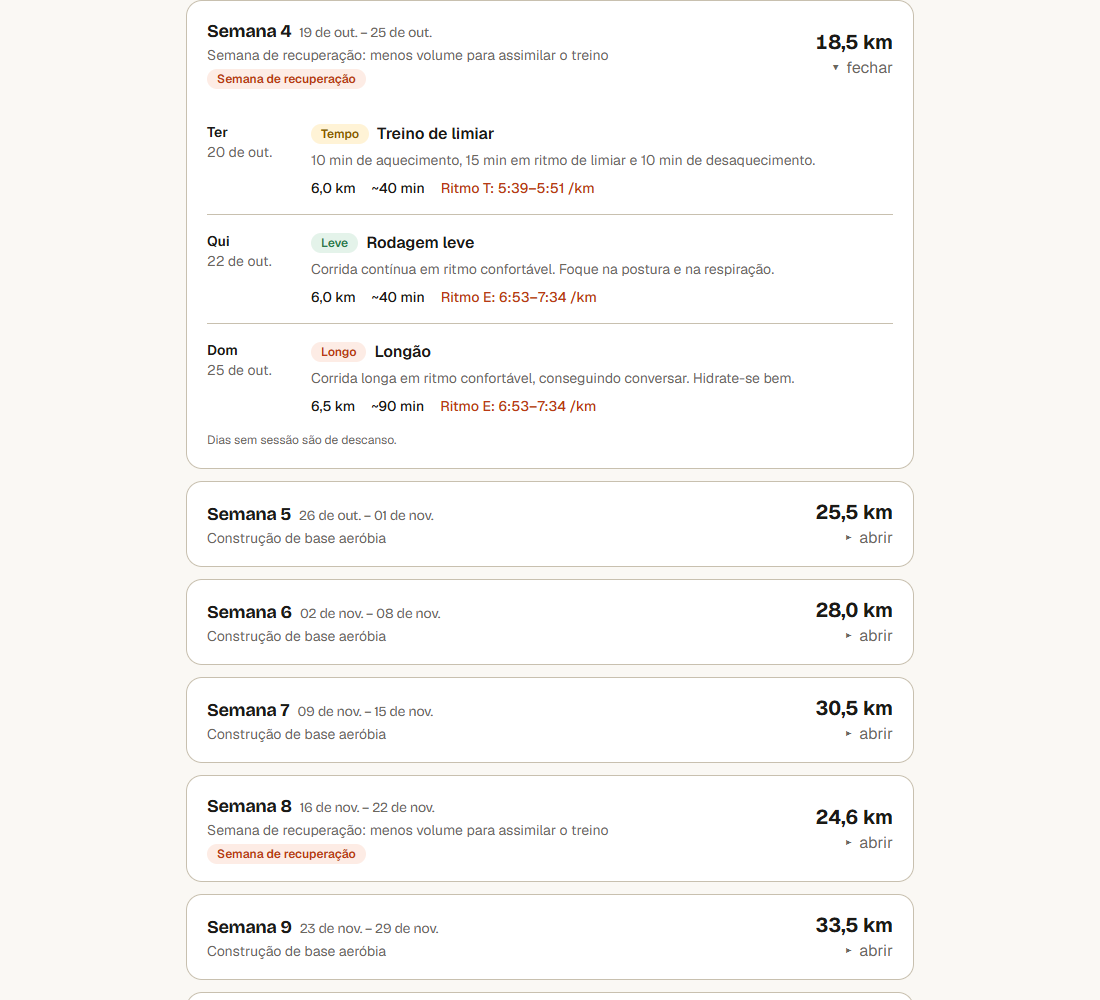 Semana 4 19 de out. – 25 de out.
Semana de recuperação: menos volume para assimilar o treino
Semana de recuperação
18,5 km
▾ fechar
Ter
20 de out.
Tempo Treino de limiar
10 min de aquecimento, 15 min em ritmo de limiar e 10 min de desaquecimento.
6,0 km ~40 min Ritmo T: 5:39–5:51 /km
Qui
22 de out.
Leve Rodagem leve
Corrida contínua em ritmo confortável. Foque na postura e na respiração.
6,0 km ~40 min Ritmo E: 6:53–7:34 /km
Dom
25 de out.
Longo Longão
Corrida longa em ritmo confortável, conseguindo conversar. Hidrate-se bem.
6,5 km ~90 min Ritmo E: 6:53–7:34 /km
Dias sem sessão são de descanso.
Semana 5 26 de out. – 01 de nov.
Construção de base aeróbia
25,5 km
▸ abrir
Semana 6 02 de nov. – 08 de nov.
Construção de base aeróbia
28,0 km
▸ abrir
Semana 7 09 de nov. – 15 de nov.
Construção de base aeróbia
30,5 km
▸ abrir
Semana 8 16 de nov. – 22 de nov.
Semana de recuperação: menos volume para assimilar o treino
Semana de recuperação
24,6 km
▸ abrir
Semana 9 23 de nov. – 29 de nov.
Construção de base aeróbia
33,5 km
▸ abrir